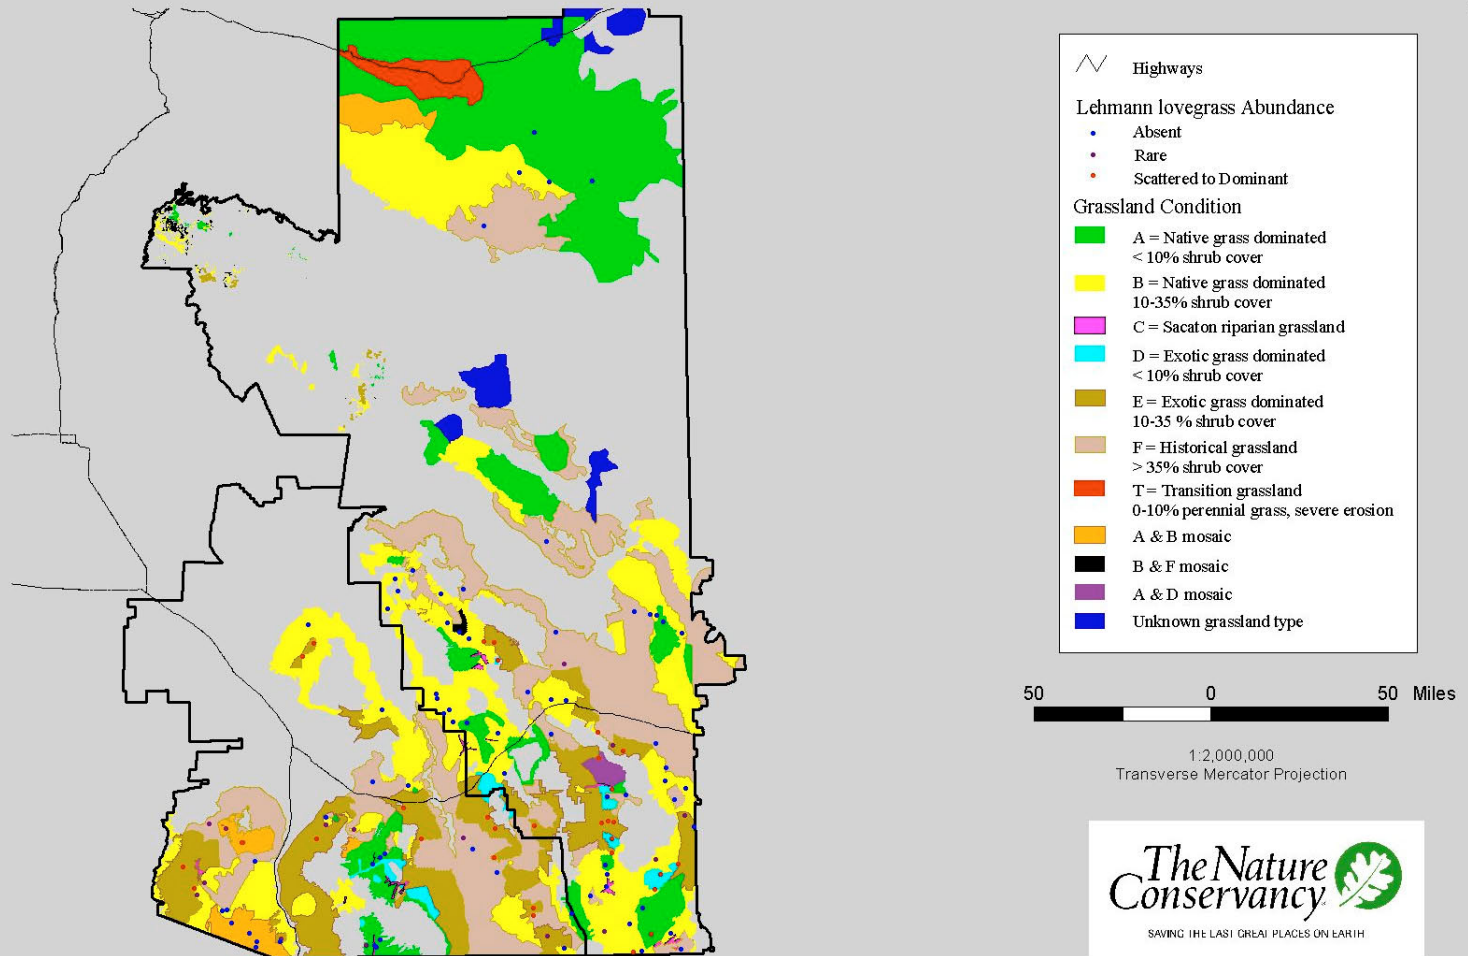 Highways
Lehmann lovegrass Abundance
Absent
Rare
Scattered to Dominant
Grassland Condition
A = Native grass dominated
< 10% shrub cover
B = Native grass dominated
10-35% shrub cover
C = Sacaton riparian grassland
D = Exotic grass dominated
< 10% shrub cover
E = Exotic grass dominated
10-35 % shrub cover
F = Historical grassland
> 35% shrub cover
T = Transition grassland
0-10% perennial grass, severe erosion
A & B mosaic
B & F mosaic
A & D mosaic
Unknown grassland type
50 0 50 Miles
1:2,000,000
Transverse Mercator Projection
The Nature
Conservancy
SAVING THE LAST GREAT PLACES ON EARTH